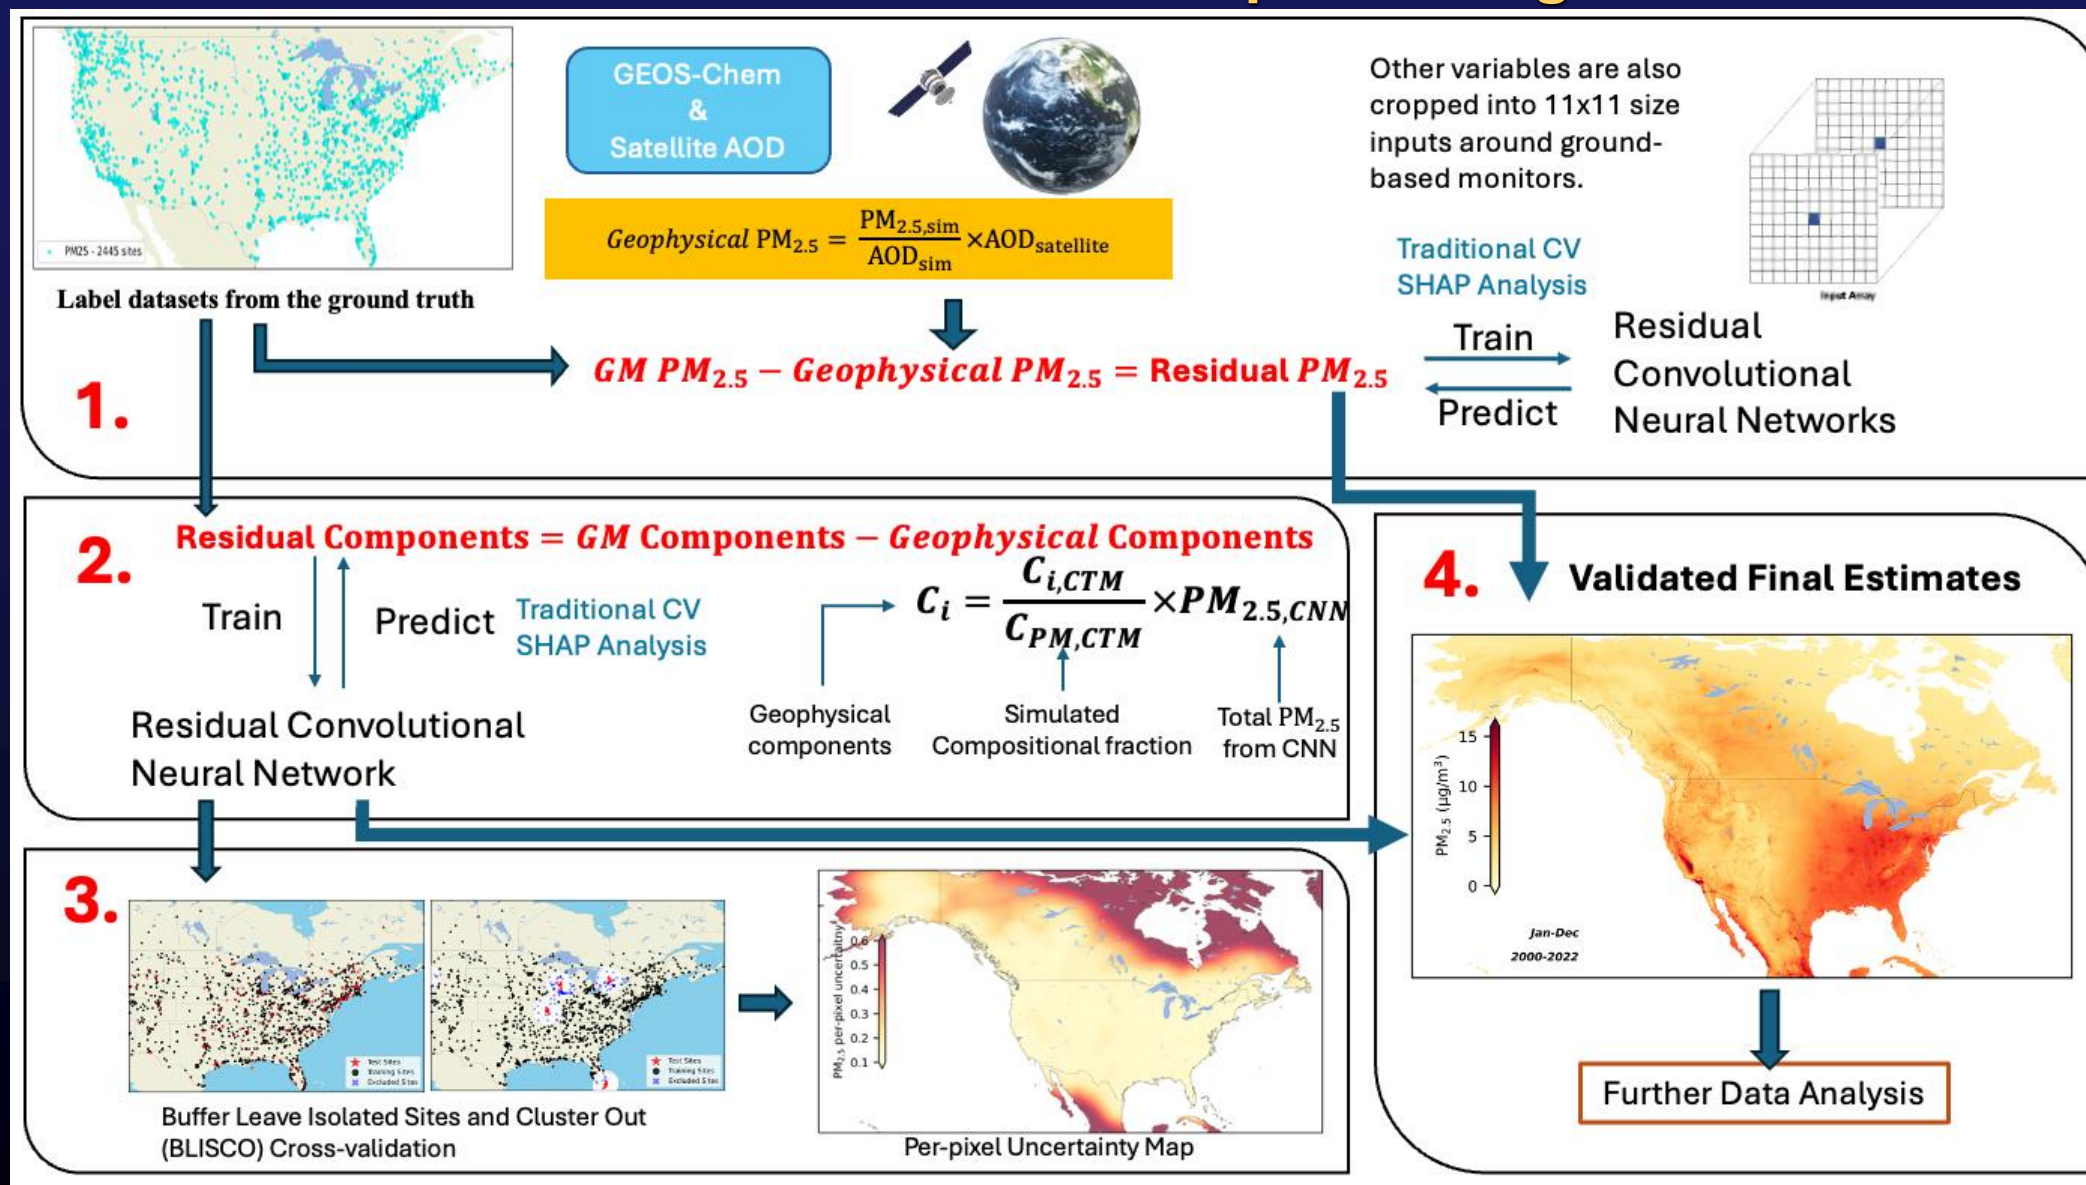 PM25 - 2445 sites
Label datasets from the ground truth
GEOS-Chem
&
Satellite AOD
Geophysical PM2.5 = PM2.5,sim / AODsim ×AODsatellite
Other variables are also
cropped into 11x11 size
inputs around ground-
based monitors.
Input Array
Traditional CV
SHAP Analysis
1.
GM PM2.5 − Geophysical PM2.5 = Residual PM2.5
Train
Predict
Residual
Convolutional
Neural Networks
2.
Residual Components = GM Components − Geophysical Components
Train
Predict
Traditional CV
SHAP Analysis
Ci = Ci,CTM / CPM,CTM ×PM2.5,CNN
Geophysical
components
Simulated
Compositional fraction
Total PM2.5
from CNN
Residual Convolutional
Neural Network
3.
Test Sites
Training Sites
Excluded Sites
Test Sites
Training Sites
Excluded Sites
Buffer Leave Isolated Sites and Cluster Out
(BLISCO) Cross-validation
PM2.5 per-pixel uncertaitny
0.6
0.5
0.4
0.3
0.2
0.1
Per-pixel Uncertainty Map
4.
Validated Final Estimates
PM2.5 (µg/m³)
15
10
5
0
Jan-Dec
2000-2022
Further Data Analysis